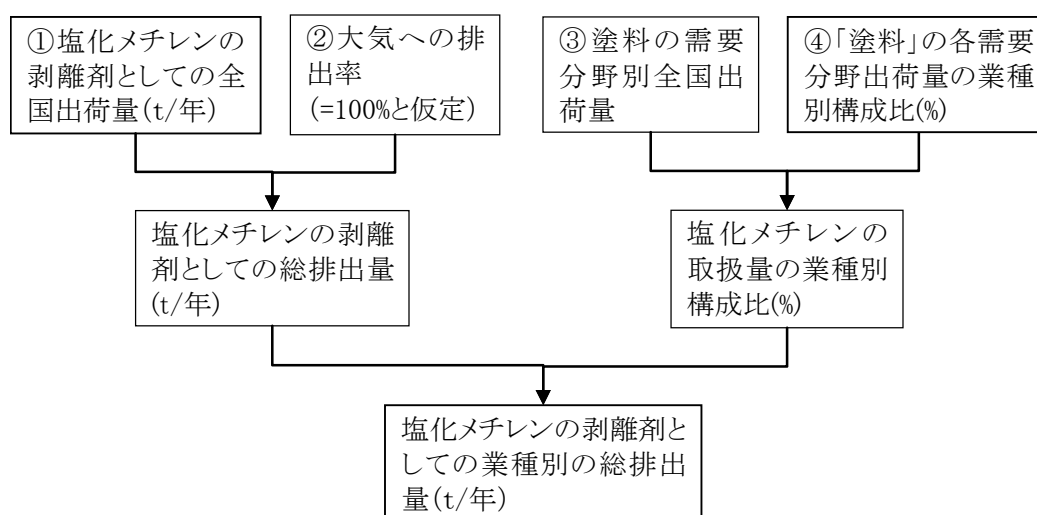 ①塩化メチレンの
剥離剤としての全
国出荷量(t/年)
②大気への排
出率
(=100%と仮定)
③塗料の需要
分野別全国出
荷量
④「塗料」の各需要
分野出荷量の業種
別構成比(%)
塩化メチレンの剥離
剤としての総排出量
(t/年)
塩化メチレンの
取扱量の業種別
構成比(%)
塩化メチレンの剥離剤と
しての業種別の総排出
量(t/年)